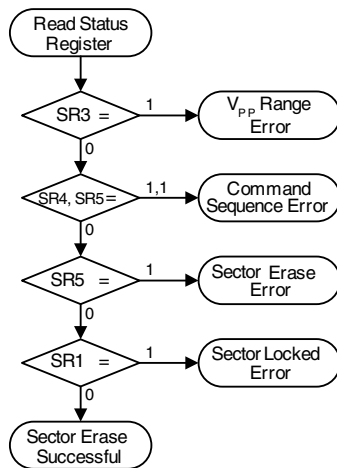 Read Status
Register
SR3 =
1
V_PP Range
Error
0
SR4, SR5=
1,1
Command
Sequence Error
0
SR5 =
1
Sector Erase
Error
0
SR1 =
1
Sector Locked
Error
0
Sector Erase
Successful